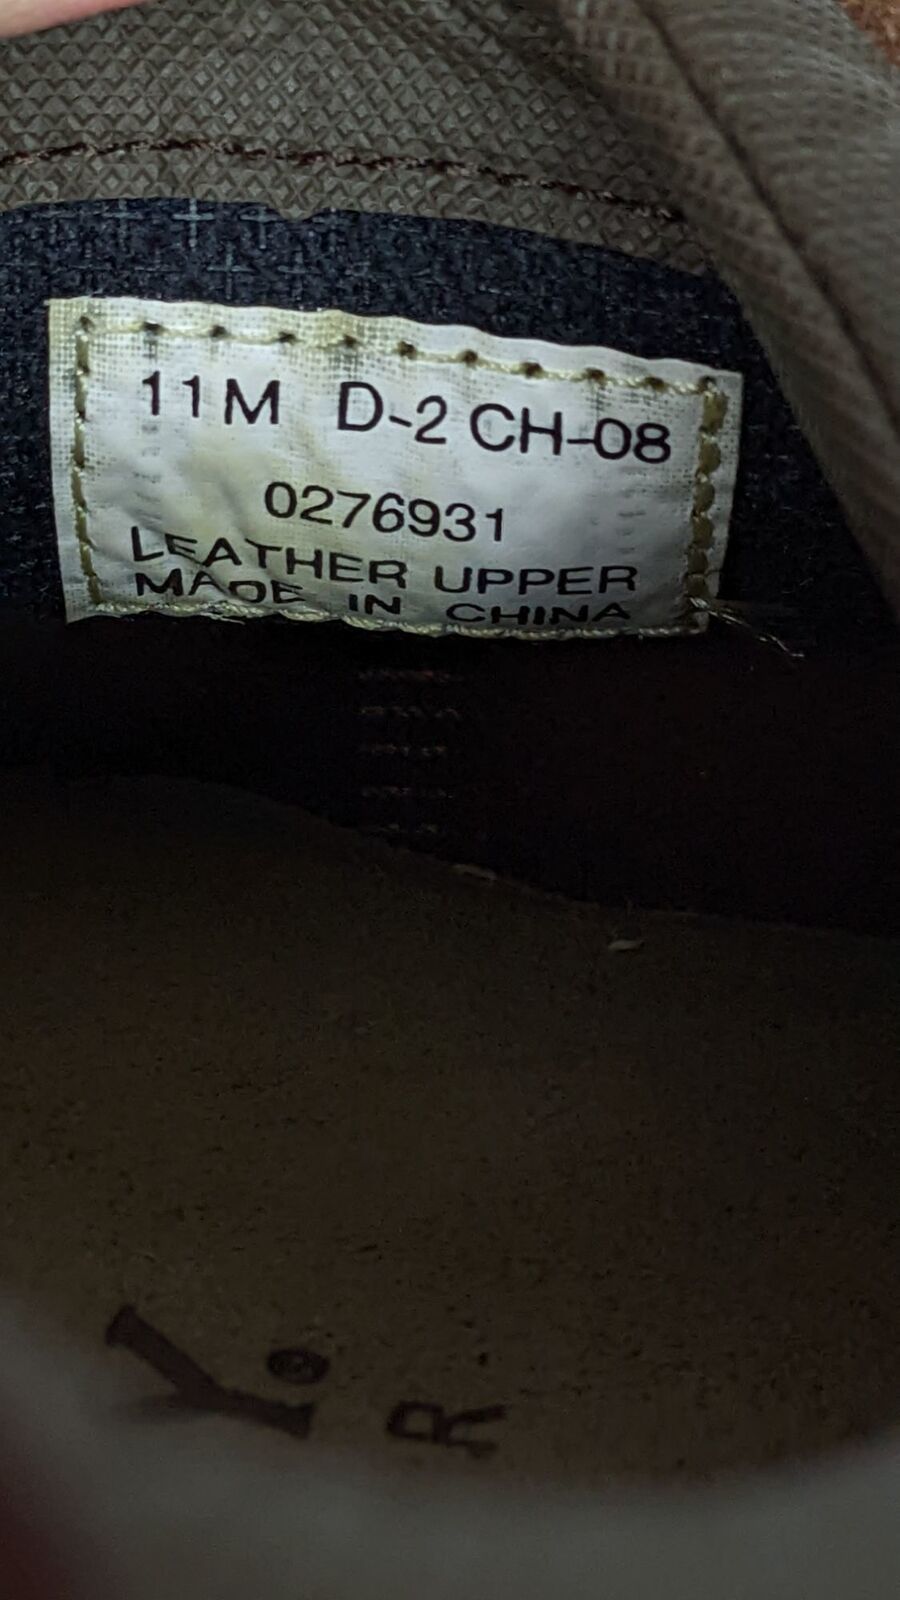 11M D-2 CH-08
0276931
LEATHER UPPER
MADE IN CHINA
Y®
R